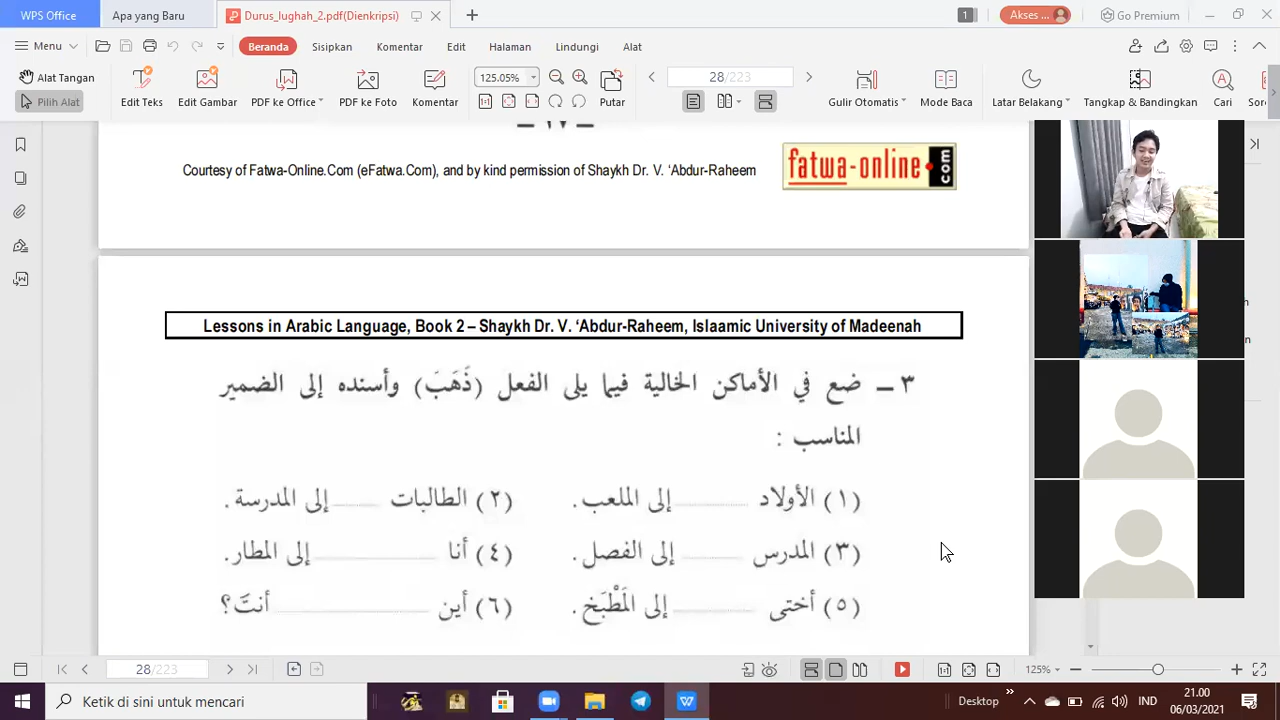 WPS Office
Apa yang Baru
Durus_lughah_2.pdf(Dienkripsi)
1
Akses ...
Go Premium
Menu
Beranda
Sisipkan
Komentar
Edit
Halaman
Lindungi
Alat
Alat Tangan
Pilih Alat
Edit Teks
Edit Gambar
PDF ke Office
PDF ke Foto
Komentar
125.05%
Putar
28/223
Gulir Otomatis
Mode Baca
Latar Belakang
Tangkap & Bandingkan
Cari
Courtesy of Fatwa-Online.Com (eFatwa.Com), and by kind permission of Shaykh Dr. V. ‘Abdur-Raheem
fatwa-online.com
Lessons in Arabic Language, Book 2 – Shaykh Dr. V. ‘Abdur-Raheem, Islaamic University of Madeenah
٣ ــ ضع في الأماكن الخالية فيما يلى الفعل (ذَهَبَ) وأسنده إلى الضمير
المناسب :
(١) الأولاد ........ إلى الملعب. (٢) الطالبات ........ إلى المدرسة .
(٣) المدرس ........ إلى الفصل. (٤) أنا ........ إلى المطار.
(٥) أختى ........ إلى المَطْبَخ. (٦) أين ........ أنتَ؟
28/223
125%
Ketik di sini untuk mencari
Desktop
IND
21.00
06/03/2021